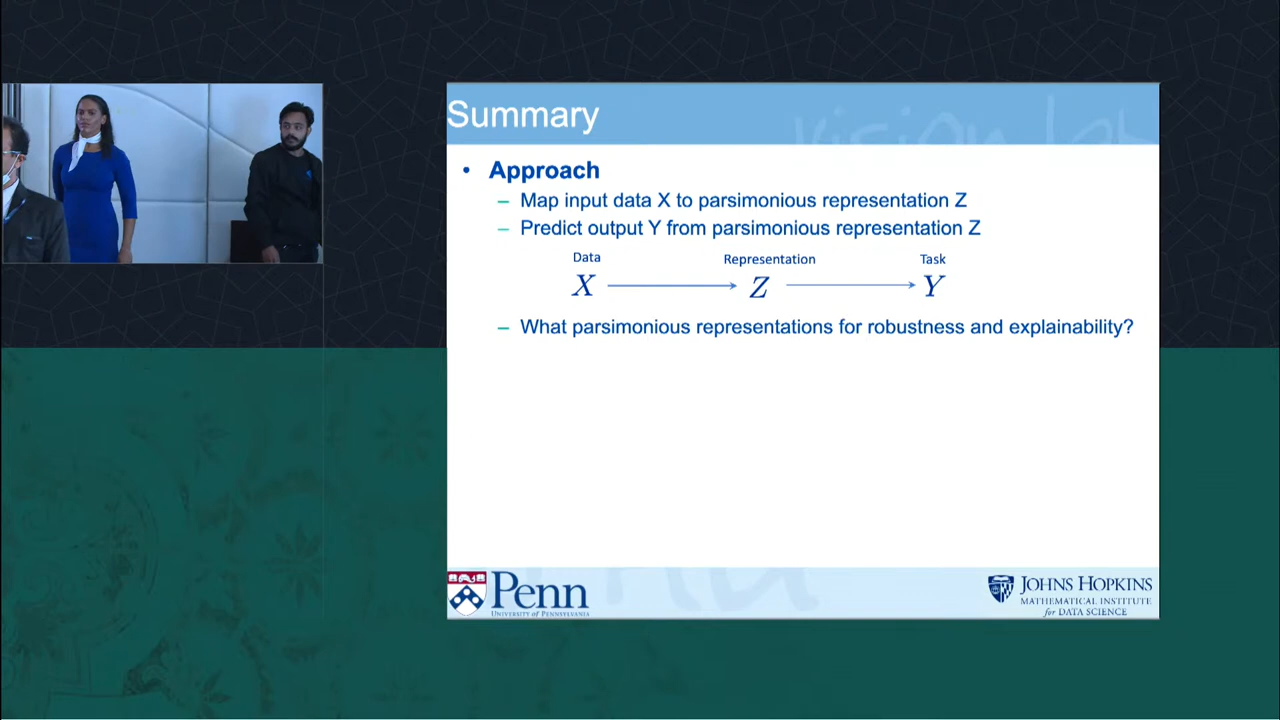 Summary
• Approach
– Map input data X to parsimonious representation Z
– Predict output Y from parsimonious representation Z
Data Representation Task
X Z Y
– What parsimonious representations for robustness and explainability?
Penn
UNIVERSITY OF PENNSYLVANIA
JOHNS HOPKINS
MATHEMATICAL INSTITUTE
for DATA SCIENCE